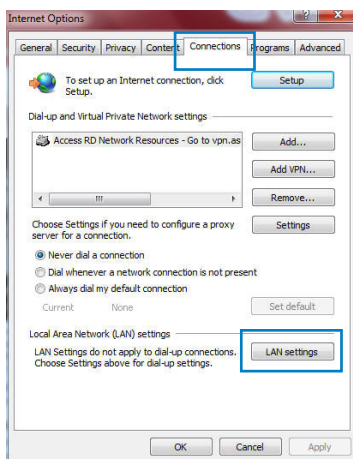 Internet Options
General Security Privacy Content Connections Programs Advanced
To set up an Internet connection, click
Setup.
Setup
Dial-up and Virtual Private Network settings
Access RD Network Resources - Go to vpn.as
Add...
Add VPN...
Remove...
Choose Settings if you need to configure a proxy
server for a connection.
Settings
Never dial a connection
Dial whenever a network connection is not present
Always dial my default connection
Current None
Set default
Local Area Network (LAN) settings
LAN Settings do not apply to dial-up connections.
Choose Settings above for dial-up settings.
LAN settings
OK Cancel Apply